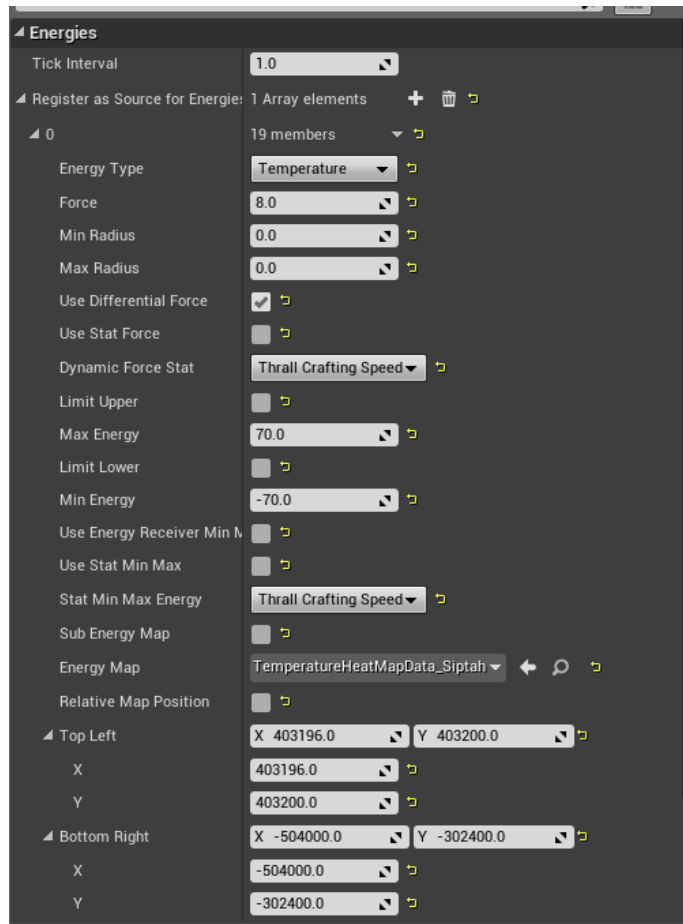 Energies
Tick Interval 1.0
Register as Source for Energies 1 Array elements
0 19 members
Energy Type Temperature
Force 8.0
Min Radius 0.0
Max Radius 0.0
Use Differential Force
Use Stat Force
Dynamic Force Stat Thrall Crafting Speed
Limit Upper
Max Energy 70.0
Limit Lower
Min Energy -70.0
Use Energy Receiver Min M
Use Stat Min Max
Stat Min Max Energy Thrall Crafting Speed
Sub Energy Map
Energy Map TemperatureHeatMapData_Siptah
Relative Map Position
Top Left X 403196.0 Y 403200.0
X 403196.0
Y 403200.0
Bottom Right X -504000.0 Y -302400.0
X -504000.0
Y -302400.0